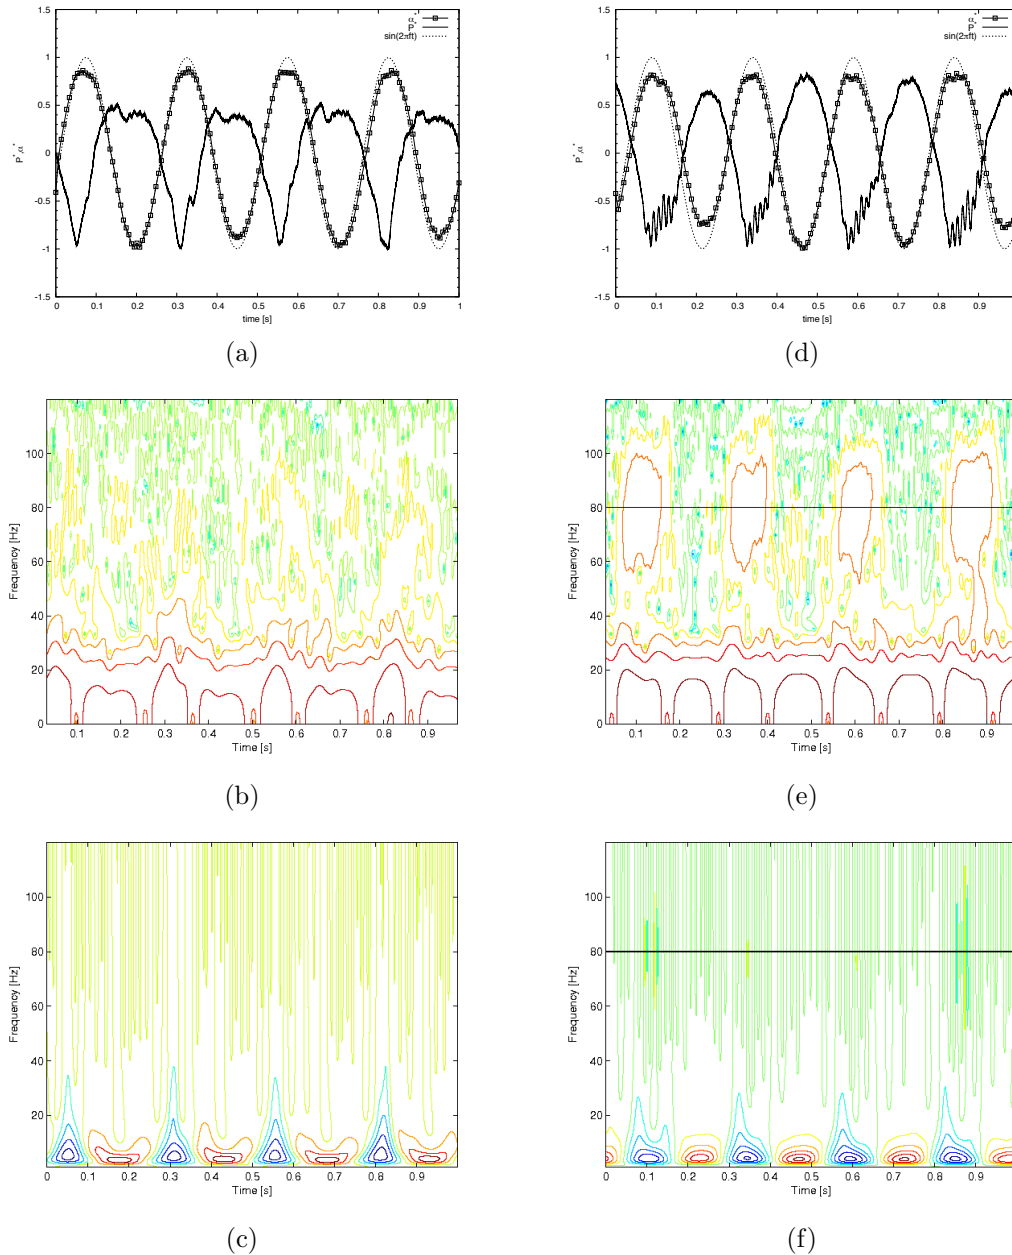 α*
P*
sin(2πft)
1.5
1
0.5
0
-0.5
-1
-1.5
P*,α*
0 0.1 0.2 0.3 0.4 0.5 0.6 0.7 0.8 0.9 1
time [s]
(a)
α*
P*
sin(2πft)
1.5
1
0.5
0
-0.5
-1
-1.5
P*,α*
0 0.1 0.2 0.3 0.4 0.5 0.6 0.7 0.8 0.9
time [s]
(d)
100
80
60
40
20
0
Frequency [Hz]
0.1 0.2 0.3 0.4 0.5 0.6 0.7 0.8 0.9
Time [s]
(b)
100
80
60
40
20
0
Frequency [Hz]
0.1 0.2 0.3 0.4 0.5 0.6 0.7 0.8 0.9
Time [s]
(e)
100
80
60
40
20
Frequency [Hz]
0 0.1 0.2 0.3 0.4 0.5 0.6 0.7 0.8 0.9
Time [s]
(c)
100
80
60
40
20
Frequency [Hz]
0 0.1 0.2 0.3 0.4 0.5 0.6 0.7 0.8 0.9
Time [s]
(f)